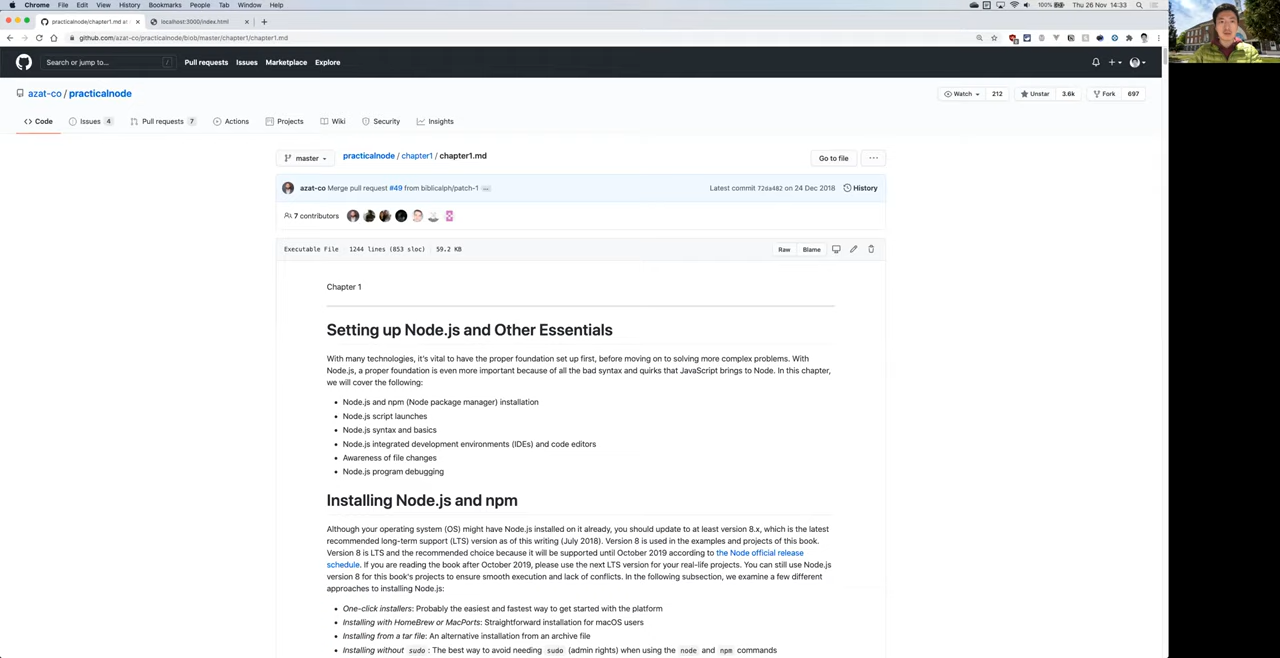 Chrome File Edit View History Bookmarks People Tab Window Help 100% Thu 26 Nov 14:33
practicalnode/chapter1.md at localhost:3000/index.html
github.com/azat-co/practicalnode/blob/master/chapter1/chapter1.md
Search or jump to... / Pull requests Issues Marketplace Explore
azat-co / practicalnode Watch 212 Unstar 3.6k Fork 697
Code Issues 4 Pull requests 7 Actions Projects Wiki Security Insights
master practicalnode / chapter1 / chapter1.md Go to file ...
azat-co Merge pull request #49 from biblicalph/patch-1 ... Latest commit 72da482 on 24 Dec 2018 History
7 contributors
Executable File 1244 lines (853 sloc) 59.2 KB Raw Blame
Chapter 1
Setting up Node.js and Other Essentials
With many technologies, it's vital to have the proper foundation set up first, before moving on to solving more complex problems. With
Node.js, a proper foundation is even more important because of all the bad syntax and quirks that JavaScript brings to Node. In this chapter,
we will cover the following:
• Node.js and npm (Node package manager) installation
• Node.js script launches
• Node.js syntax and basics
• Node.js integrated development environments (IDEs) and code editors
• Awareness of file changes
• Node.js program debugging
Installing Node.js and npm
Although your operating system (OS) might have Node.js installed on it already, you should update to at least version 8.x, which is the latest
recommended long-term support (LTS) version as of this writing (July 2018). Version 8 is used in the examples and projects of this book.
Version 8 is LTS and the recommended choice because it will be supported until October 2019 according to the Node official release
schedule. If you are reading the book after October 2019, please use the next LTS version for your real-life projects. You can still use Node.js
version 8 for this book's projects to ensure smooth execution and lack of conflicts. In the following subsection, we examine a few different
approaches to installing Node.js:
• One-click installers: Probably the easiest and fastest way to get started with the platform
• Installing with HomeBrew or MacPorts: Straightforward installation for macOS users
• Installing from a tar file: An alternative installation from an archive file
• Installing without sudo : The best way to avoid needing sudo (admin rights) when using the node and npm commands